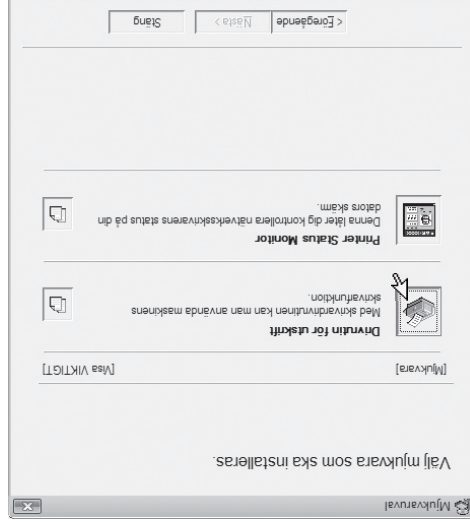 Mjukvaruval
Välj mjukvara som ska installeras.
[Mjukvara] [Visa VIKTIGT]
Drivrutin för utskrift
Med skrivardrivrutinen kan man använda maskinens
skrivarfunktion.
Printer Status Monitor
Denna låter dig kontrollera nätverksskrivarens status på din
dators skärm.
< Föregående Nästa > Stäng